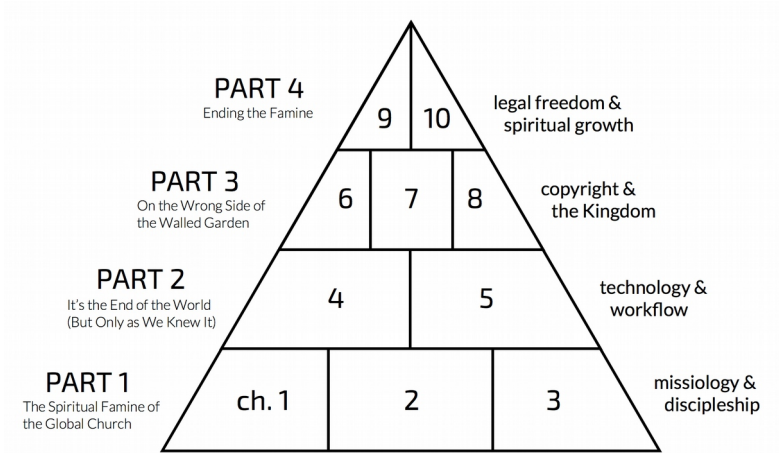 PART 4
Ending the Famine
9
10
legal freedom &
spiritual growth
PART 3
On the Wrong Side of
the Walled Garden
6
7
8
copyright &
the Kingdom
PART 2
It's the End of the World
(But Only as We Knew It)
4
5
technology &
workflow
PART 1
The Spiritual Famine of
the Global Church
ch. 1
2
3
missiology &
discipleship